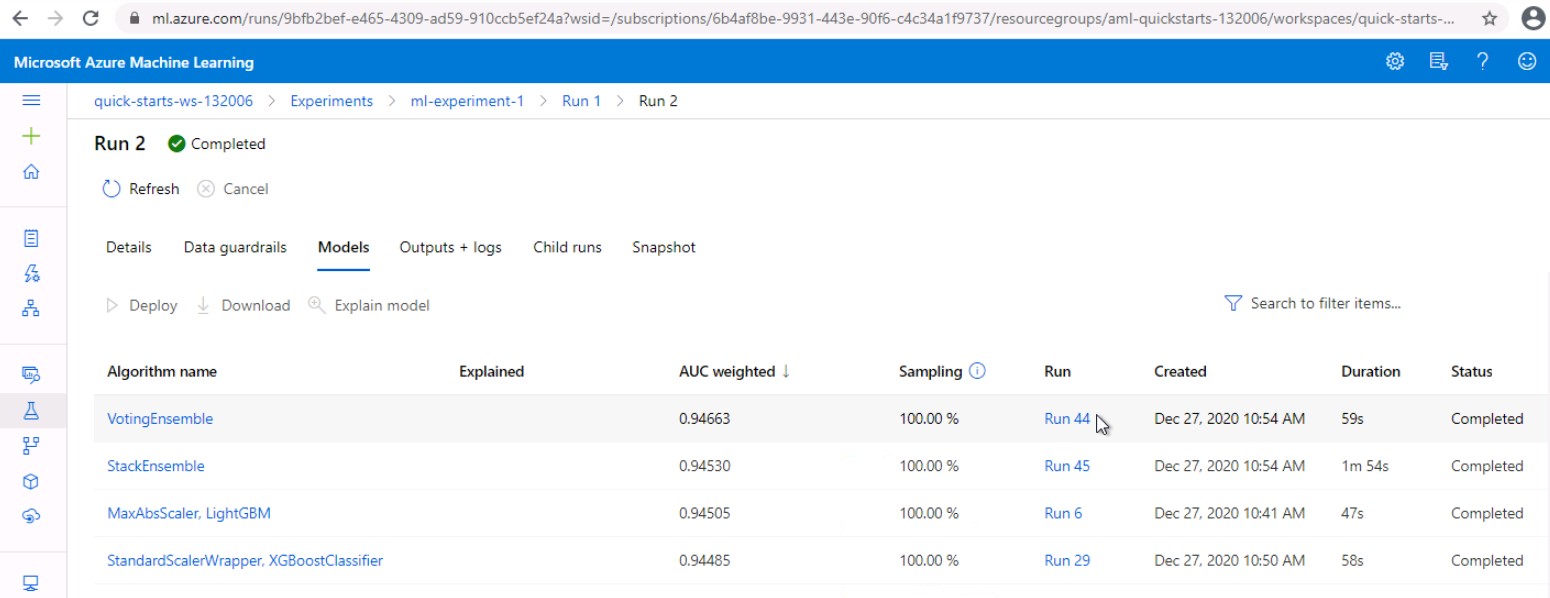 ml.azure.com/runs/9bfb2bef-e465-4309-ad59-910ccb5ef24a?wsid=/subscriptions/6b4af8be-9931-443e-90f6-c4c34a1f9737/resourcegroups/aml-quickstarts-132006/workspaces/quick-starts-...
Microsoft Azure Machine Learning
quick-starts-ws-132006 > Experiments > ml-experiment-1 > Run 1 > Run 2
Run 2 Completed
Refresh Cancel
Details Data guardrails Models Outputs + logs Child runs Snapshot
Deploy Download Explain model Search to filter items...
Algorithm name Explained AUC weighted ↓ Sampling Run Created Duration Status
VotingEnsemble 0.94663 100.00 % Run 44 Dec 27, 2020 10:54 AM 59s Completed
StackEnsemble 0.94530 100.00 % Run 45 Dec 27, 2020 10:54 AM 1m 54s Completed
MaxAbsScaler, LightGBM 0.94505 100.00 % Run 6 Dec 27, 2020 10:41 AM 47s Completed
StandardScalerWrapper, XGBoostClassifier 0.94485 100.00 % Run 29 Dec 27, 2020 10:50 AM 58s Completed